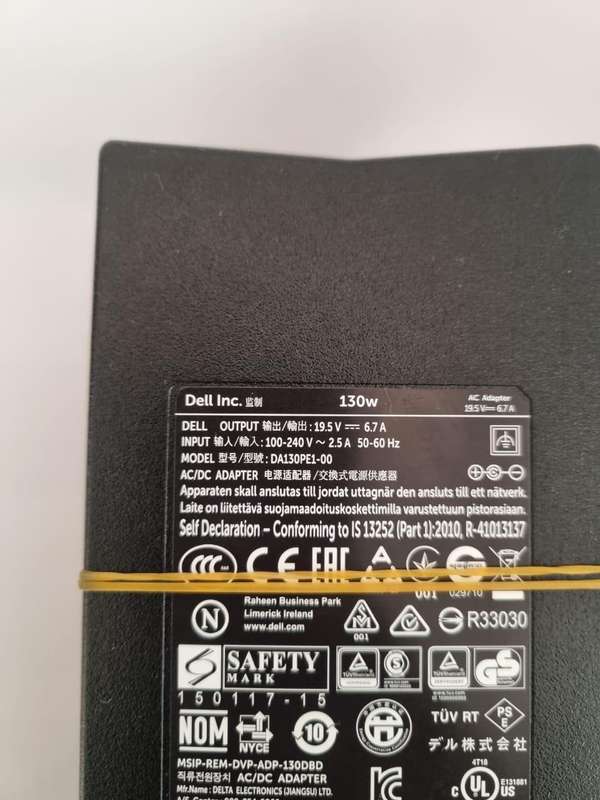 Dell Inc. 监制 130w AC Adapter
19.5V⎓ 6.7A
DELL OUTPUT 输出/輸出: 19.5 V ⎓ 6.7 A
INPUT 输入/輸入: 100-240 V ~ 2.5 A 50-60 Hz
MODEL 型号/型號: DA130PE1-00
AC/DC ADAPTER 电源适配器/交換式電源供應器
Apparaten skall anslutas till jordat uttagnär den ansluts till ett nätverk.
Laite on liitettävä suojamaadoituskoskettimilla varustettuun pistorasiaan.
Self Declaration – Conforming to IS 13252 (Part 1):2010, R-41013137
CCC CE EAC
001 029710
Raheen Business Park
Limerick Ireland
www.dell.com
N 001 R33030
SAFETY
MARK
150117-15
TÜVRheinland S TÜVRheinland GS
NOM NYCE 10 TÜV RT PSE
デル株式会社
MSIP-REM-DVP-ADP-130DBD
직류전원장치 AC/DC ADAPTER
Mfr.Name: DELTA ELECTRONICS (JIANGSU) LTD.
4T18
c UL US E131881